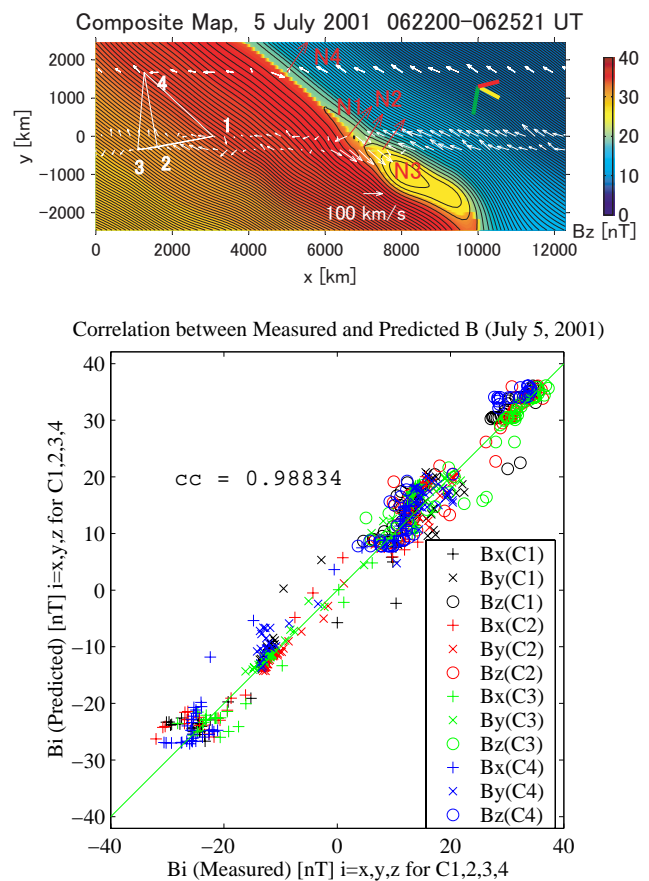 Composite Map, 5 July 2001 062200-062521 UT
2000
1000
0
−1000
−2000
y [km]
N4
N1
N2
N3
4
1
3
2
100 km/s
0
2000
4000
6000
8000
10000
12000
x [km]
40
30
20
10
0
Bz [nT]
Correlation between Measured and Predicted B (July 5, 2001)
40
30
20
10
0
−10
−20
−30
−40
Bi (Predicted) [nT] i=x,y,z for C1,2,3,4
cc = 0.98834
Bx(C1)
By(C1)
Bz(C1)
Bx(C2)
By(C2)
Bz(C2)
Bx(C3)
By(C3)
Bz(C3)
Bx(C4)
By(C4)
Bz(C4)
−40
−20
0
20
40
Bi (Measured) [nT] i=x,y,z for C1,2,3,4